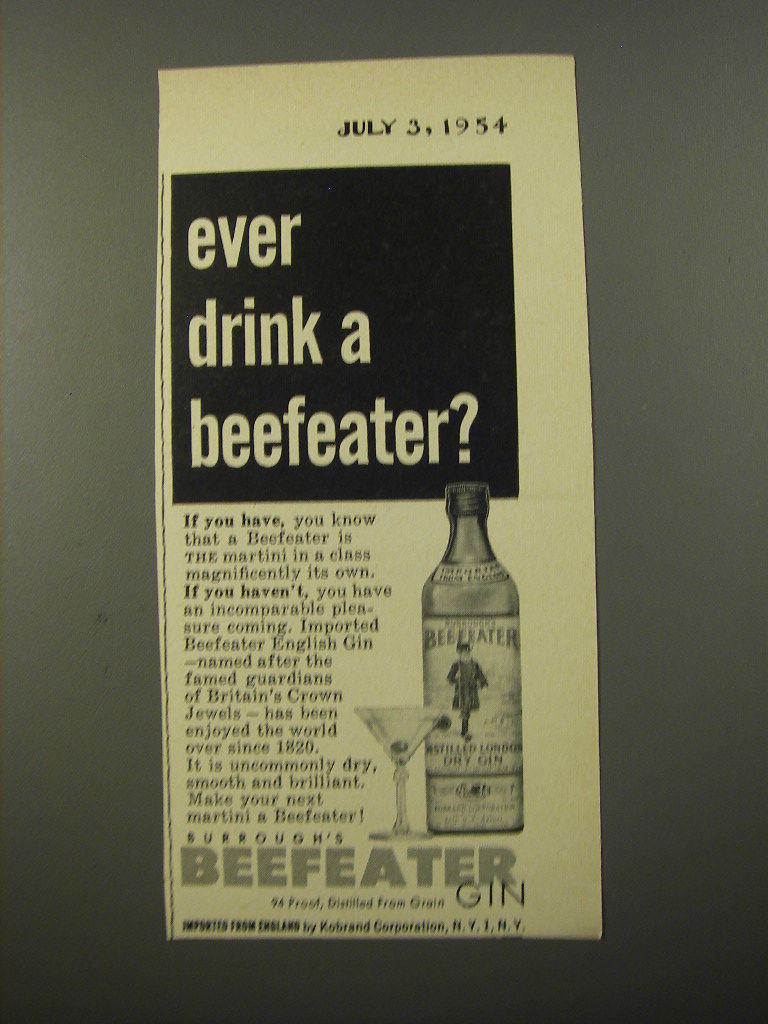 JULY 3, 1954
ever
drink a
beefeater?
If you have, you know
that a Beefeater is
THE martini in a class
magnificently its own.
If you haven't, you have
an incomparable plea-
sure coming. Imported
Beefeater English Gin
—named after the
famed guardians
of Britain's Crown
Jewels — has been
enjoyed the world
over since 1820.
It is uncommonly dry,
smooth and brilliant.
Make your next
martini a Beefeater!
IMPORTED
FROM ENGLAND
BURROUGH'S
BEEFEATER
DISTILLED LONDON
DRY GIN
BURROUGH'S
BEEFEATER
GIN
94 Proof, Distilled From Grain
IMPORTED FROM ENGLAND by Kobrand Corporation, N. Y. 1, N. Y.